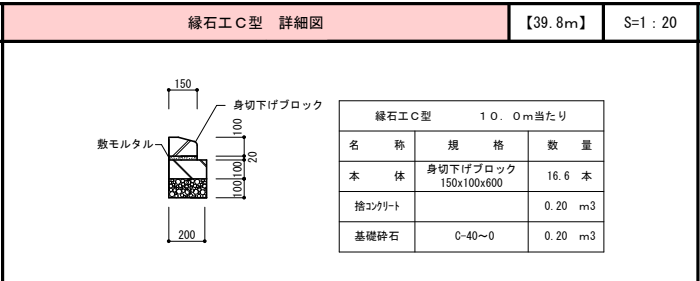 縁石工C型 詳細図 【39.8m】 S=1：20
150
身切下げブロック
敷モルタル
100
20
100
100
200
縁石工C型 10.0m当たり
名 称 規 格 数 量
本 体 身切下げブロック 150x100x600 16.6 本
捨コンクリート 0.20 m3
基礎砕石 C-40～0 0.20 m3